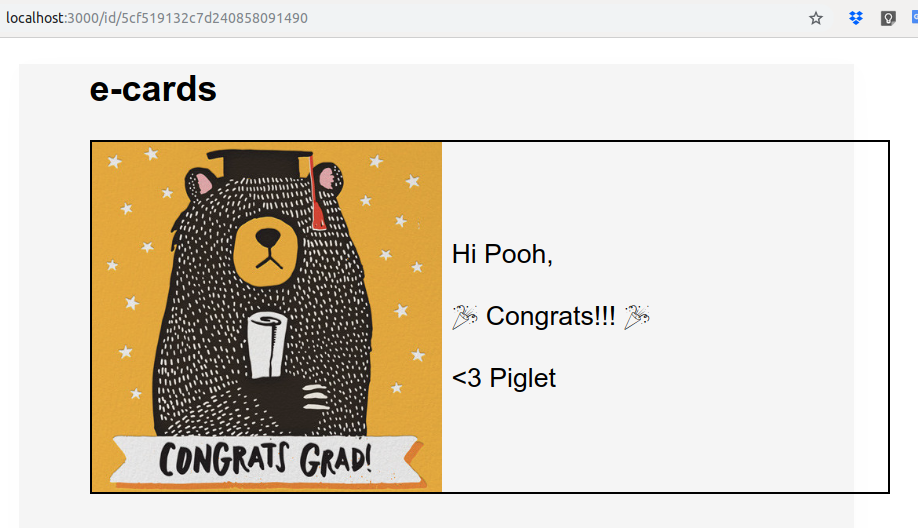 localhost:3000/id/5cf519132c7d240858091490
e-cards
CONGRATS GRAD!
Hi Pooh,
🎉 Congrats!!! 🎉
<3 Piglet